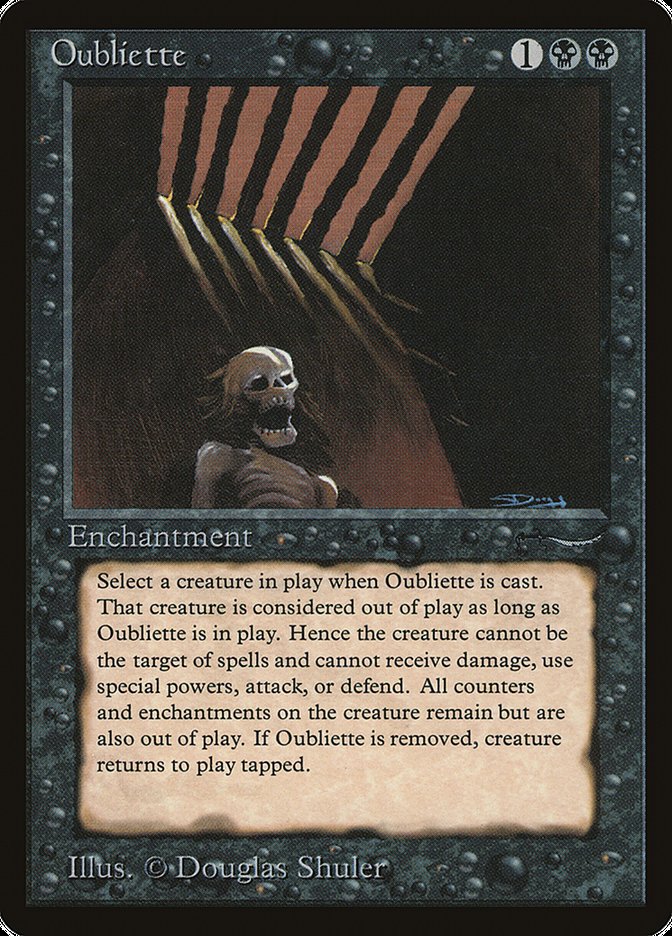 Oubliette 1
Enchantment
Select a creature in play when Oubliette is cast.
That creature is considered out of play as long as
Oubliette is in play. Hence the creature cannot be
the target of spells and cannot receive damage, use
special powers, attack, or defend. All counters
and enchantments on the creature remain but are
also out of play. If Oubliette is removed, creature
returns to play tapped.
Illus. © Douglas Shuler